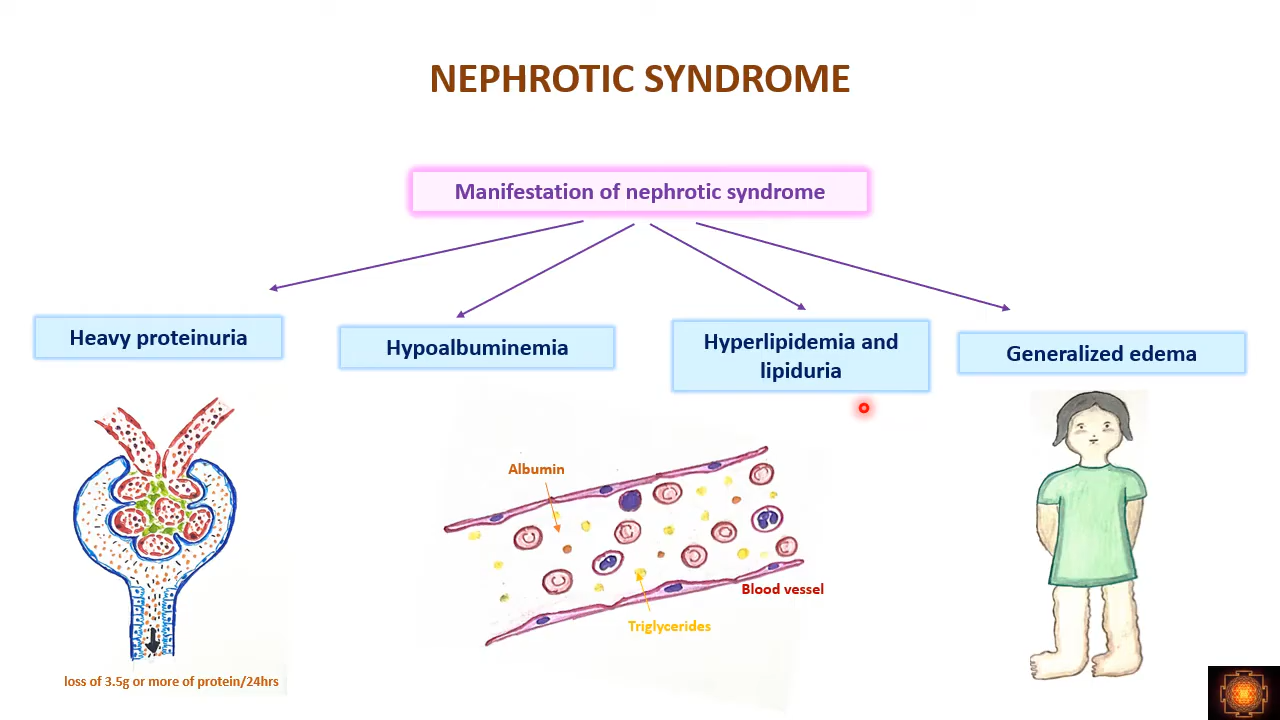 NEPHROTIC SYNDROME
Manifestation of nephrotic syndrome
Heavy proteinuria
Hypoalbuminemia
Hyperlipidemia and
lipiduria
Generalized edema
Albumin
Blood vessel
Triglycerides
loss of 3.5g or more of protein/24hrs